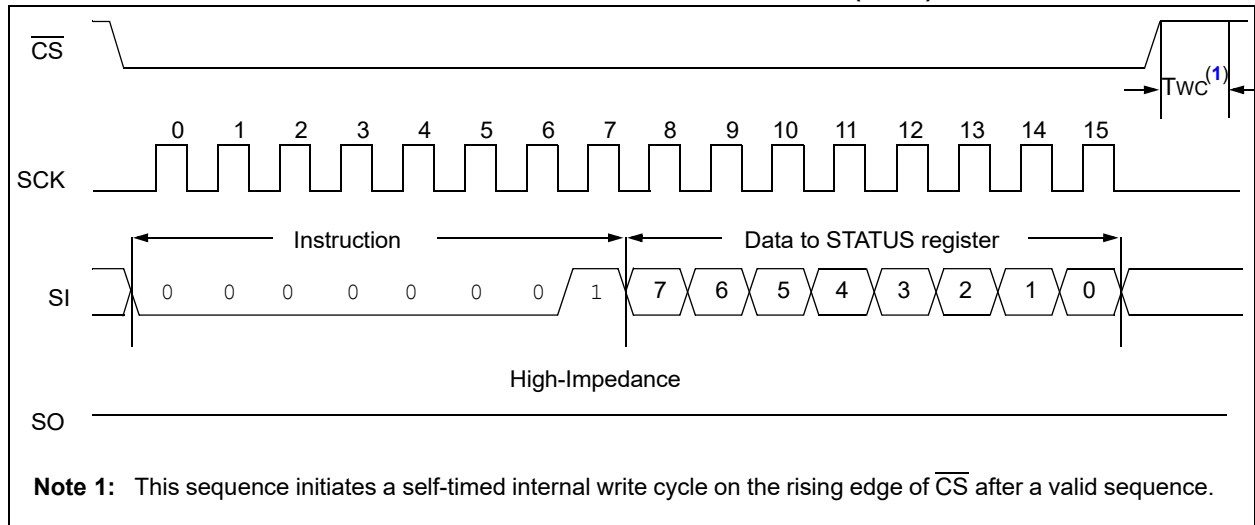 CS
TWC(1)
0 1 2 3 4 5 6 7 8 9 10 11 12 13 14 15
SCK
Instruction Data to STATUS register
SI 0 0 0 0 0 0 0 1 7 6 5 4 3 2 1 0
High-Impedance
SO
Note 1: This sequence initiates a self-timed internal write cycle on the rising edge of CS after a valid sequence.